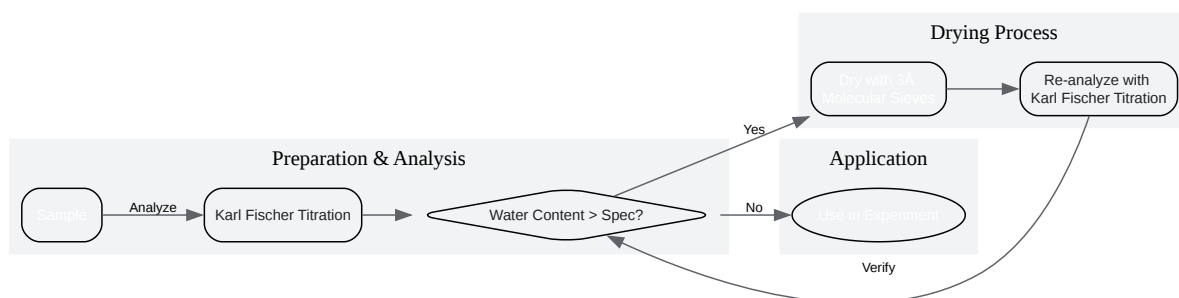 Drying Process
Dry with 3Å
Molecular Sieves
Re-analyze with
Karl Fischer Titration
Yes
Preparation & Analysis
Sample
Analyze
Karl Fischer Titration
Water Content > Spec?
No
Application
Use in Experiment
Verify